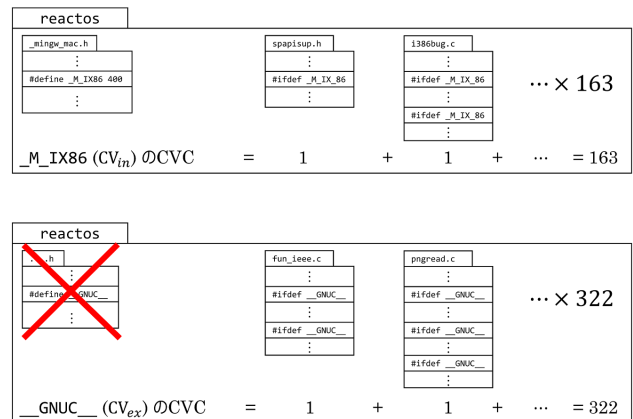 reactos
_mingw_mac.h
⋮
#define _M_IX86 400
⋮
spapisup.h
⋮
#ifdef _M_IX_86
⋮
i386bug.c
⋮
#ifdef _M_IX_86
⋮
#ifdef _M_IX_86
⋮
⋯ × 163
_M_IX86 (CV_in) のCVC = 1 + 1 + ⋯ = 163
reactos
.h
⋮
#define __GNUC__
⋮
fun_ieee.c
⋮
#ifdef __GNUC__
⋮
#ifdef __GNUC__
⋮
pngread.c
⋮
#ifdef __GNUC__
⋮
#ifdef __GNUC__
⋮
#ifdef __GNUC__
⋮
⋯ × 322
__GNUC__ (CV_ex) のCVC = 1 + 1 + ⋯ = 322